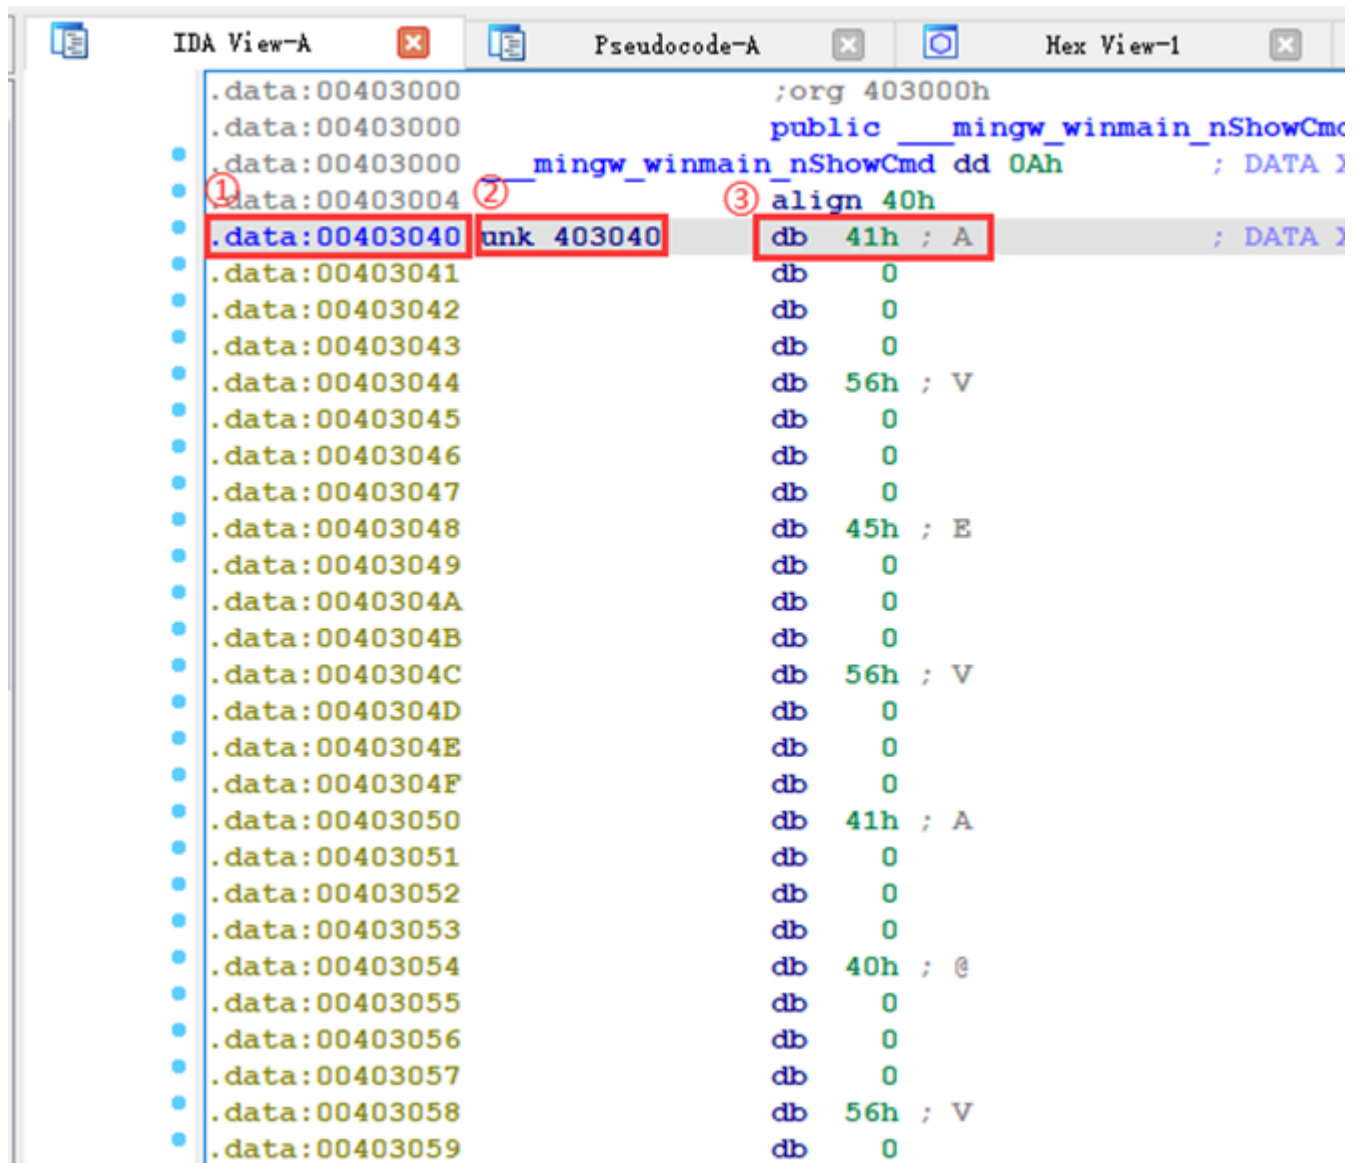 IDA View-A Pseudocode-A Hex View-1
.data:00403000 ;org 403000h
.data:00403000 public ___mingw_winmain_nShowCmd
.data:00403000 ___mingw_winmain_nShowCmd dd 0Ah ; DATA X
① .data:00403004 ② ③ align 40h
.data:00403040 unk_403040 db 41h ; A ; DATA X
.data:00403041 db 0
.data:00403042 db 0
.data:00403043 db 0
.data:00403044 db 56h ; V
.data:00403045 db 0
.data:00403046 db 0
.data:00403047 db 0
.data:00403048 db 45h ; E
.data:00403049 db 0
.data:0040304A db 0
.data:0040304B db 0
.data:0040304C db 56h ; V
.data:0040304D db 0
.data:0040304E db 0
.data:0040304F db 0
.data:00403050 db 41h ; A
.data:00403051 db 0
.data:00403052 db 0
.data:00403053 db 0
.data:00403054 db 40h ; @
.data:00403055 db 0
.data:00403056 db 0
.data:00403057 db 0
.data:00403058 db 56h ; V
.data:00403059 db 0